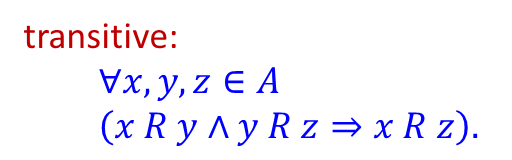 transitive:
∀x, y, z ∈ A
(x R y ∧ y R z ⇒ x R z).